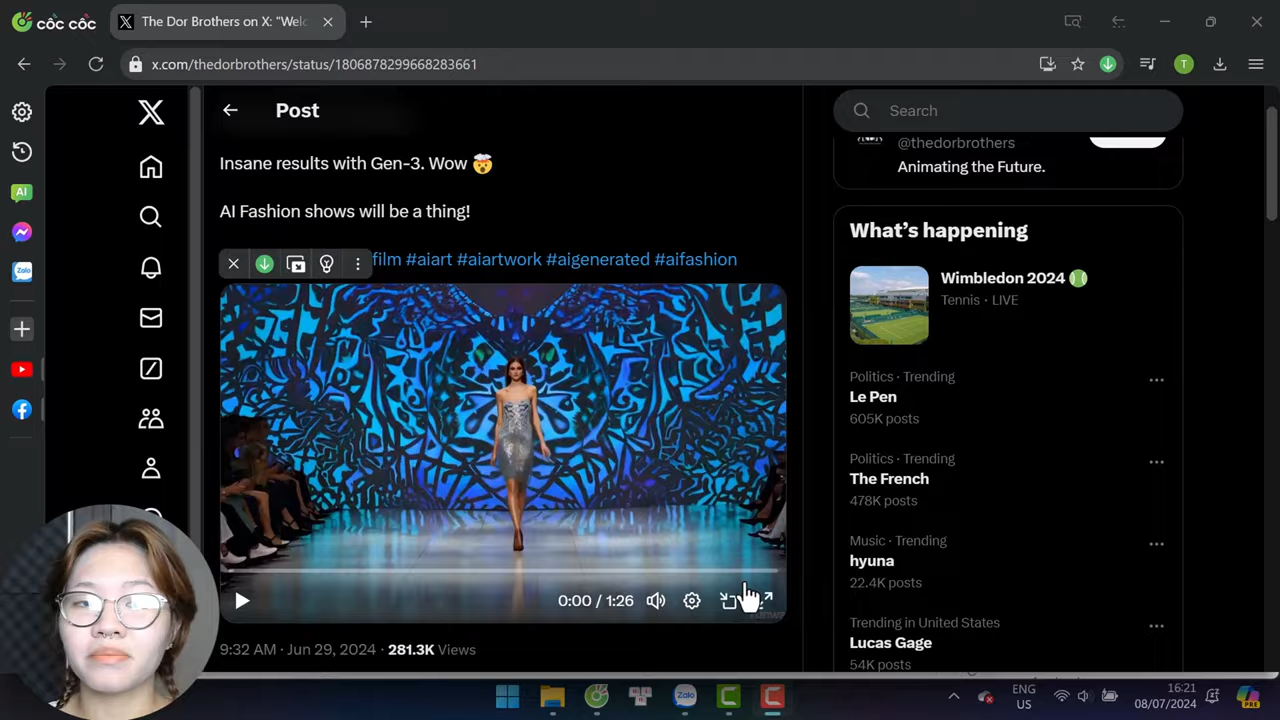 cốc cốc
The Dor Brothers on X: "Welc
x.com/thedorbrothers/status/1806878299668283661
T
AI
Zalo
Post
Insane results with Gen-3. Wow 🤯
AI Fashion shows will be a thing!
film #aiart #aiartwork #aigenerated #aifashion
0:00 / 1:26
9:32 AM · Jun 29, 2024 · 281.3K Views
Search
@thedorbrothers
Animating the Future.
What's happening
Wimbledon 2024
Tennis · LIVE
Politics · Trending
Le Pen
605K posts
Politics · Trending
The French
478K posts
Music · Trending
hyuna
22.4K posts
Trending in United States
Lucas Gage
54K posts
Zalo
ENG
US
16:21
08/07/2024
PRE